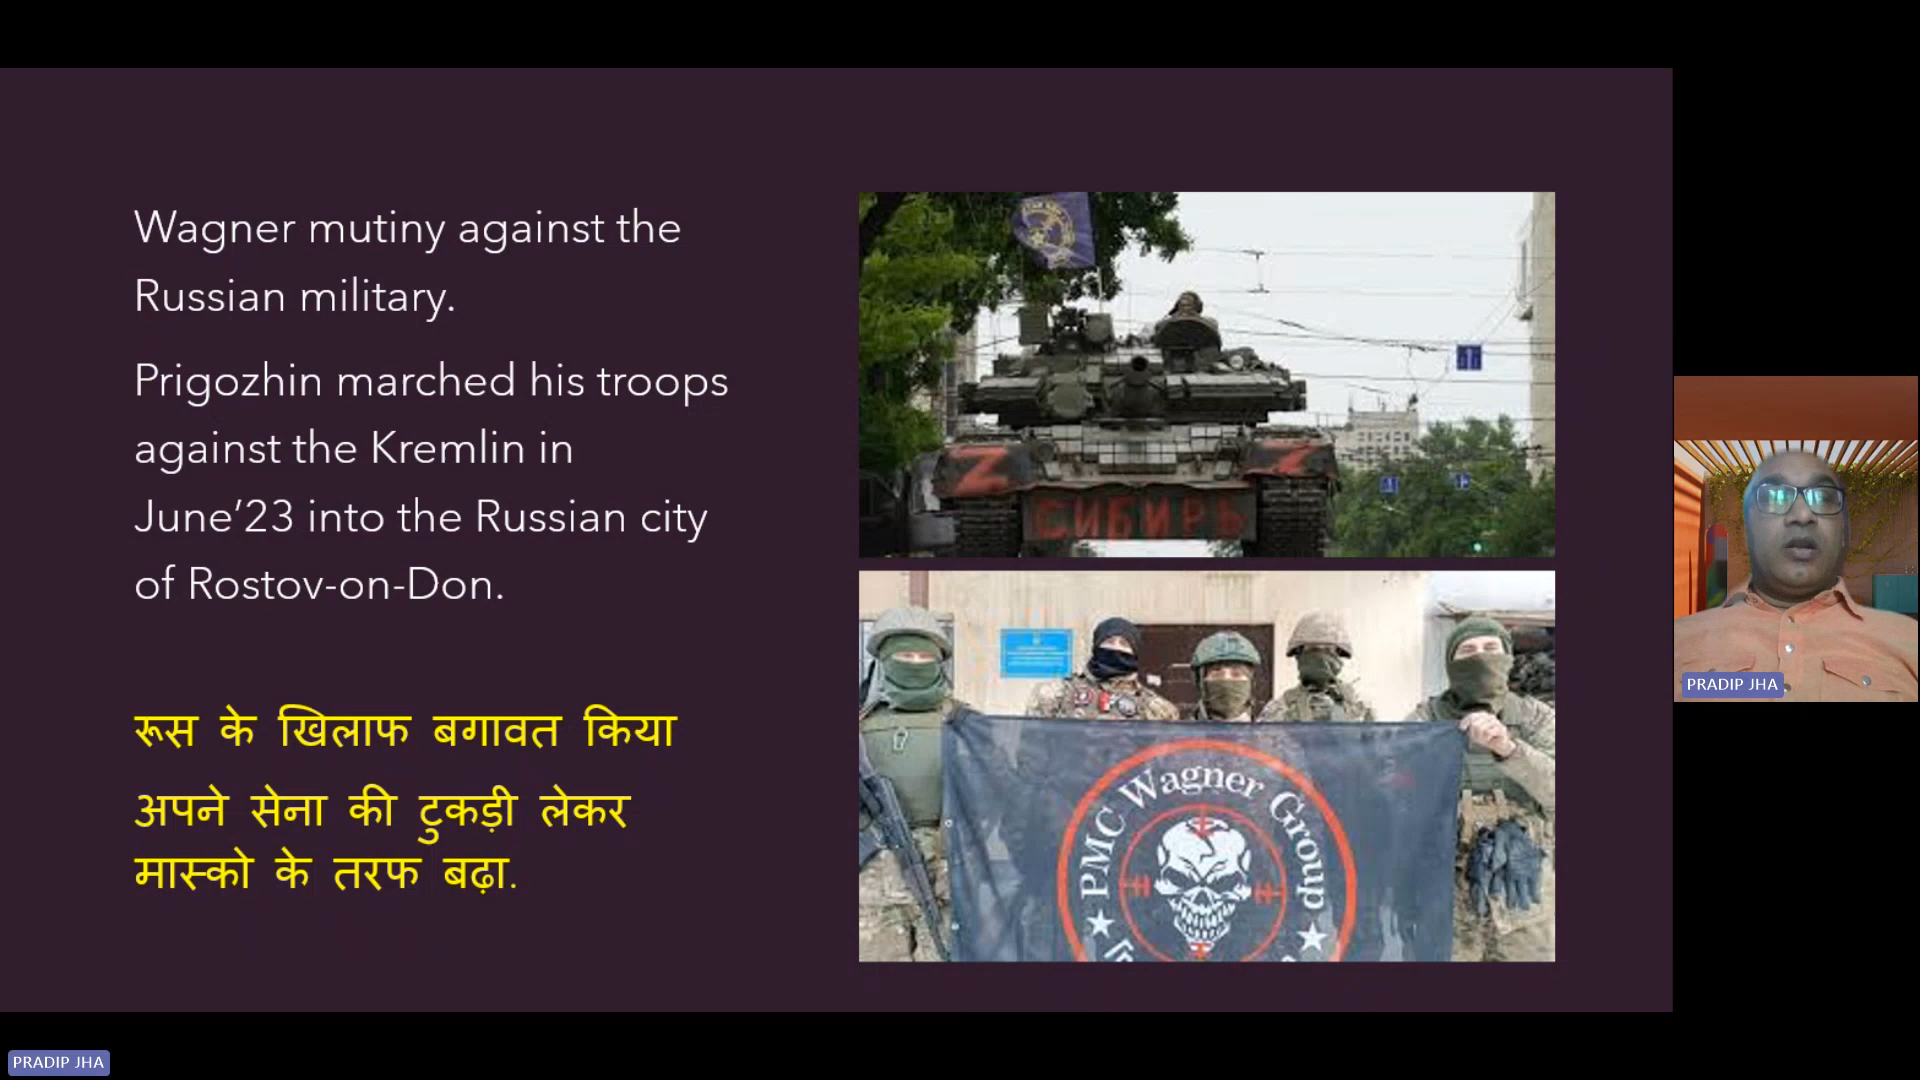 Wagner mutiny against the
Russian military.
Prigozhin marched his troops
against the Kremlin in
June’23 into the Russian city
of Rostov-on-Don.
रूस के खिलाफ बगावत किया
अपने सेना की टुकड़ी लेकर
मास्को के तरफ बढ़ा.
Z Z
СИБИРЬ
PMC Wagner Group
PRADIP JHA
PRADIP JHA